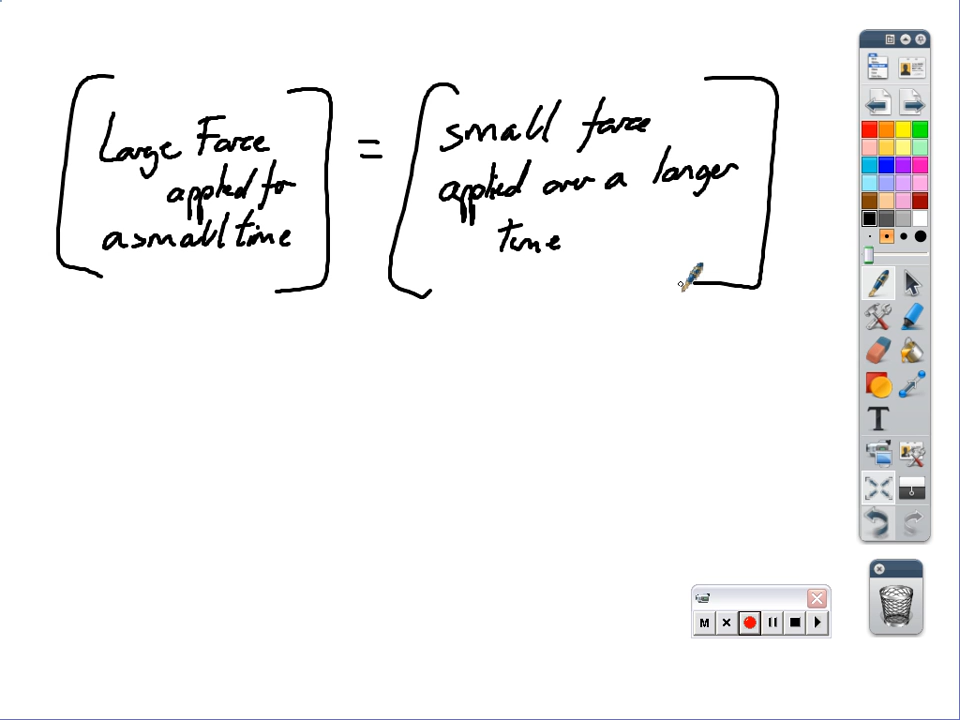 Large Force
applied for
a small time
=
small force
applied over a longer
time
T
M